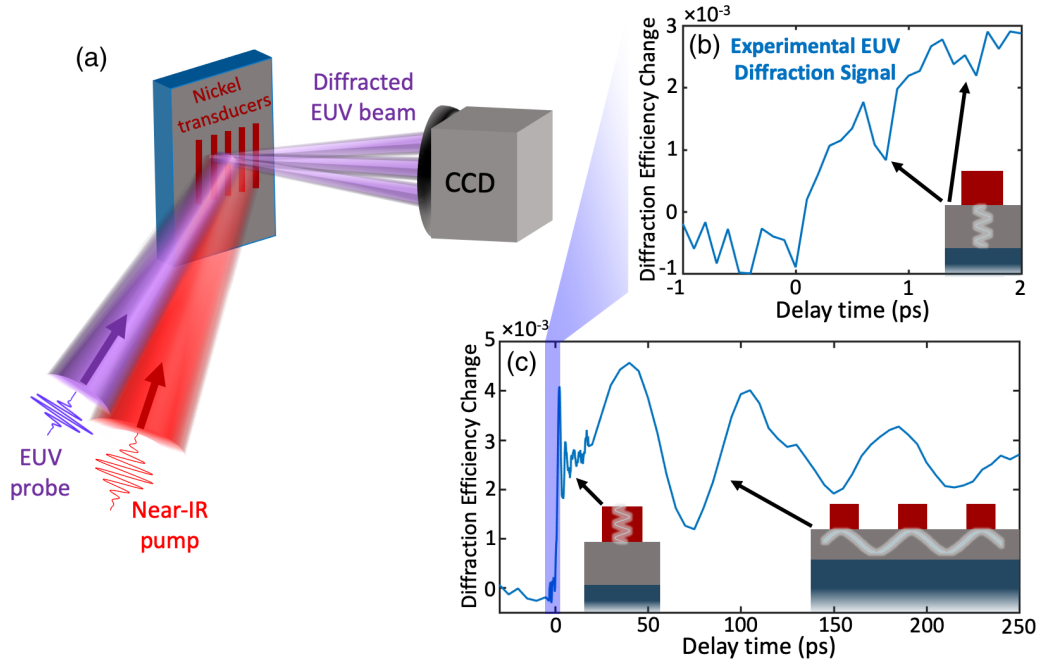 (a)
Nickel
transducers
Diffracted
EUV beam
CCD
EUV
probe
Near-IR
pump
×10⁻³
(b)
Experimental EUV
Diffraction Signal
Diffraction Efficiency Change
3
2
1
0
-1
-1
0
1
2
Delay time (ps)
×10⁻³
(c)
Diffraction Efficiency Change
5
4
3
2
1
0
0
50
100
150
200
250
Delay time (ps)